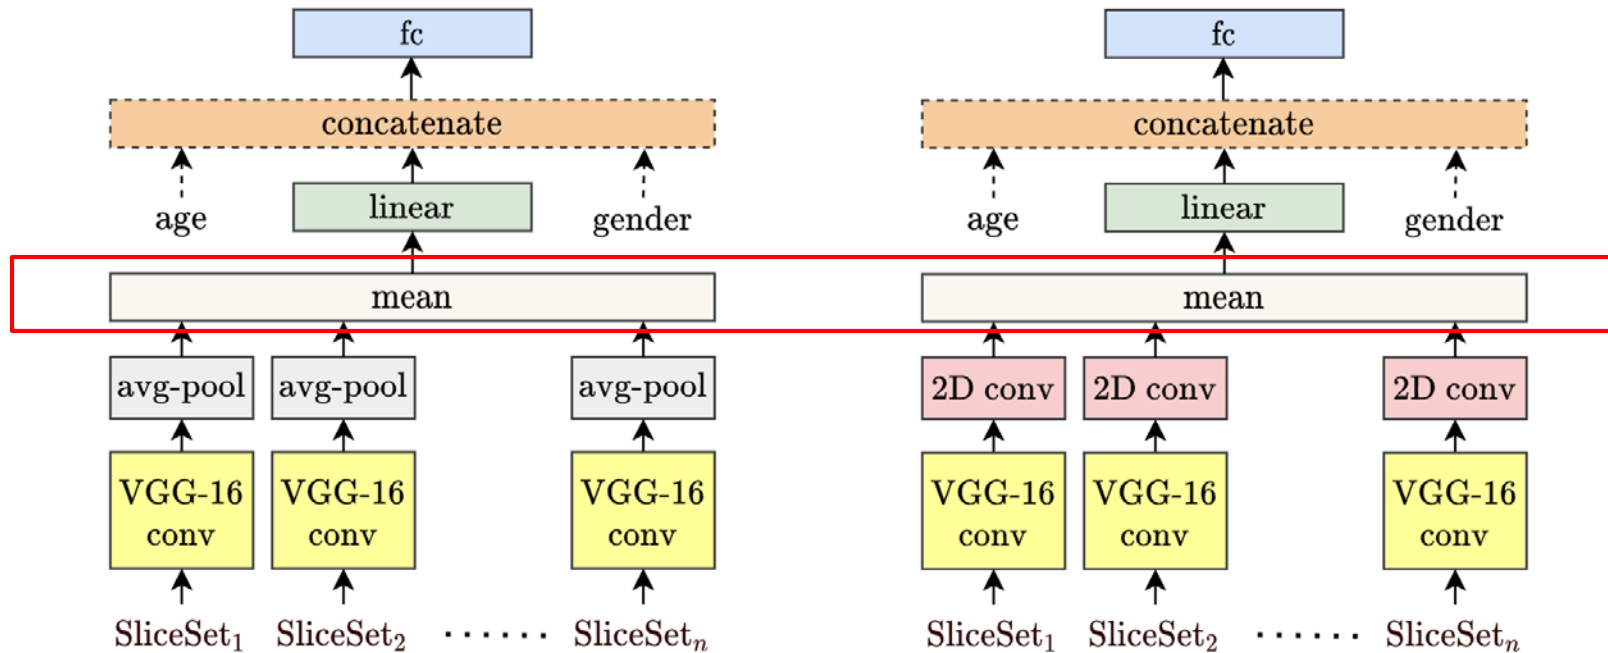 fc
concatenate
age
linear
gender
mean
avg-pool avg-pool avg-pool
VGG-16 conv
VGG-16 conv
VGG-16 conv
SliceSet₁ SliceSet₂ ······· SliceSetₙ
fc
concatenate
age
linear
gender
mean
2D conv 2D conv 2D conv
VGG-16 conv
VGG-16 conv
VGG-16 conv
SliceSet₁ SliceSet₂ ······· SliceSetₙ